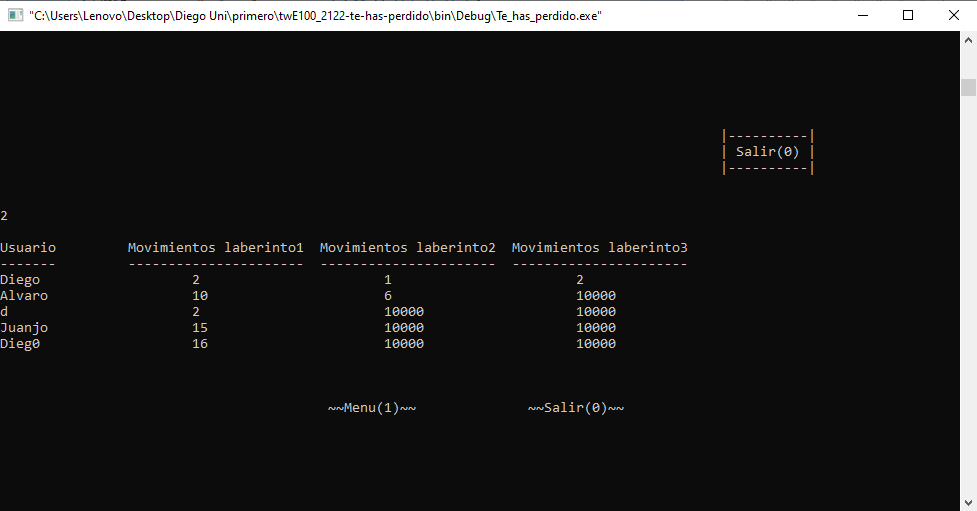 "C:\Users\Lenovo\Desktop\Diego Uni\primero\twE100_2122-te-has-perdido\bin\Debug\Te_has_perdido.exe"
|----------|
| Salir(0) |
|----------|
2
Usuario         Movimientos laberinto1  Movimientos laberinto2  Movimientos laberinto3
-------         ----------------------  ----------------------  ----------------------
Diego                   2                       1                       2
Alvaro                  10                      6                       10000
d                       2                       10000                   10000
Juanjo                  15                      10000                   10000
Dieg0                   16                      10000                   10000
~~Menu(1)~~              ~~Salir(0)~~